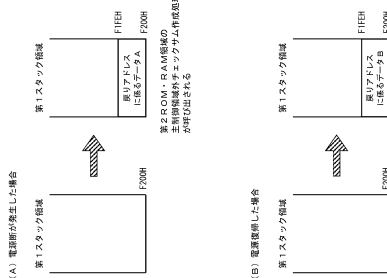 (A) 電源断が発生した場合
第1スタック領域
F200H
第1スタック領域
戻りアドレス
に係るデータA
F1FEH
F200H
第2ROM・RAM領域の
主制御領域外チェックサム作成処理
が呼び出される
(B) 電源復帰した場合
第1スタック領域
F200H
第1スタック領域
戻りアドレス
に係るデータB
F1FEH
F200H